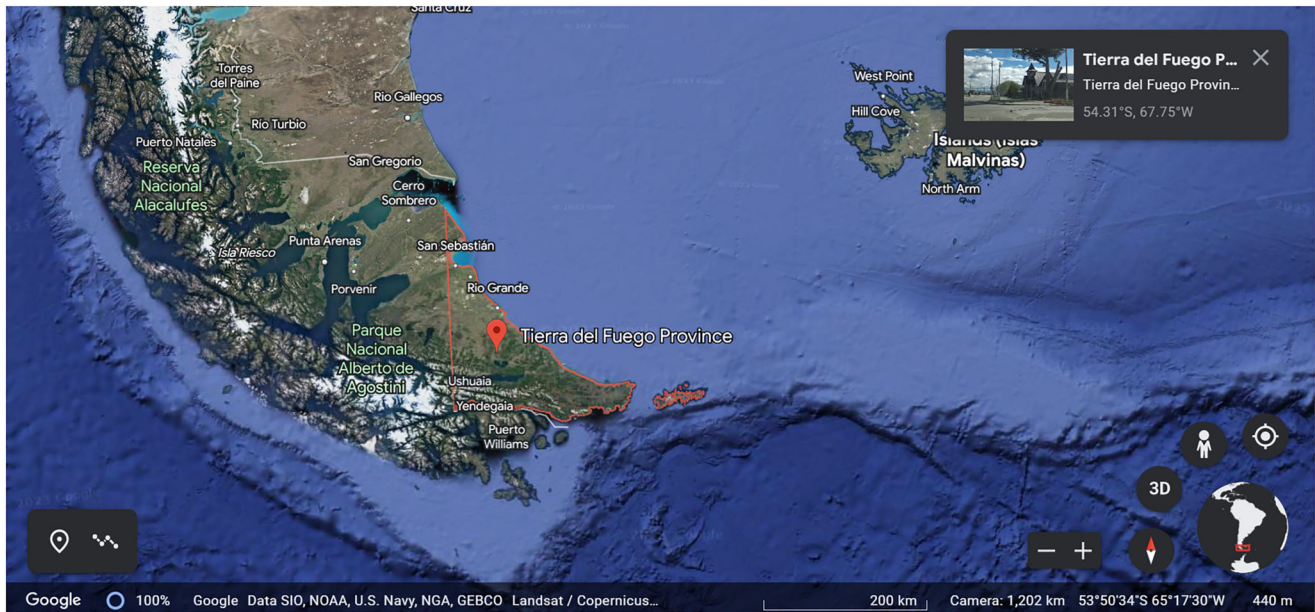 Santa Cruz
Torres
del Paine
Rio Gallegos
Rio Turbio
Puerto Natales
San Gregorio
Reserva
Nacional
Alacalufes
Cerro
Sombrero
Punta Arenas
San Sebastián
Isla Riesco
Porvenir
Rio Grande
Parque
Nacional
Alberto de
Agostini
Tierra del Fuego Province
Ushuaia
Yendegaia
Puerto
Williams
West Point
Hill Cove
Islands (Islas
Malvinas)
North Arm
Tierra del Fuego P...
Tierra del Fuego Provin...
54.31°S, 67.75°W
3D
Google
100%
Google Data SIO, NOAA, U.S. Navy, NGA, GEBCO Landsat / Copernicus...
200 km
Camera: 1,202 km 53°50'34"S 65°17'30"W 440 m